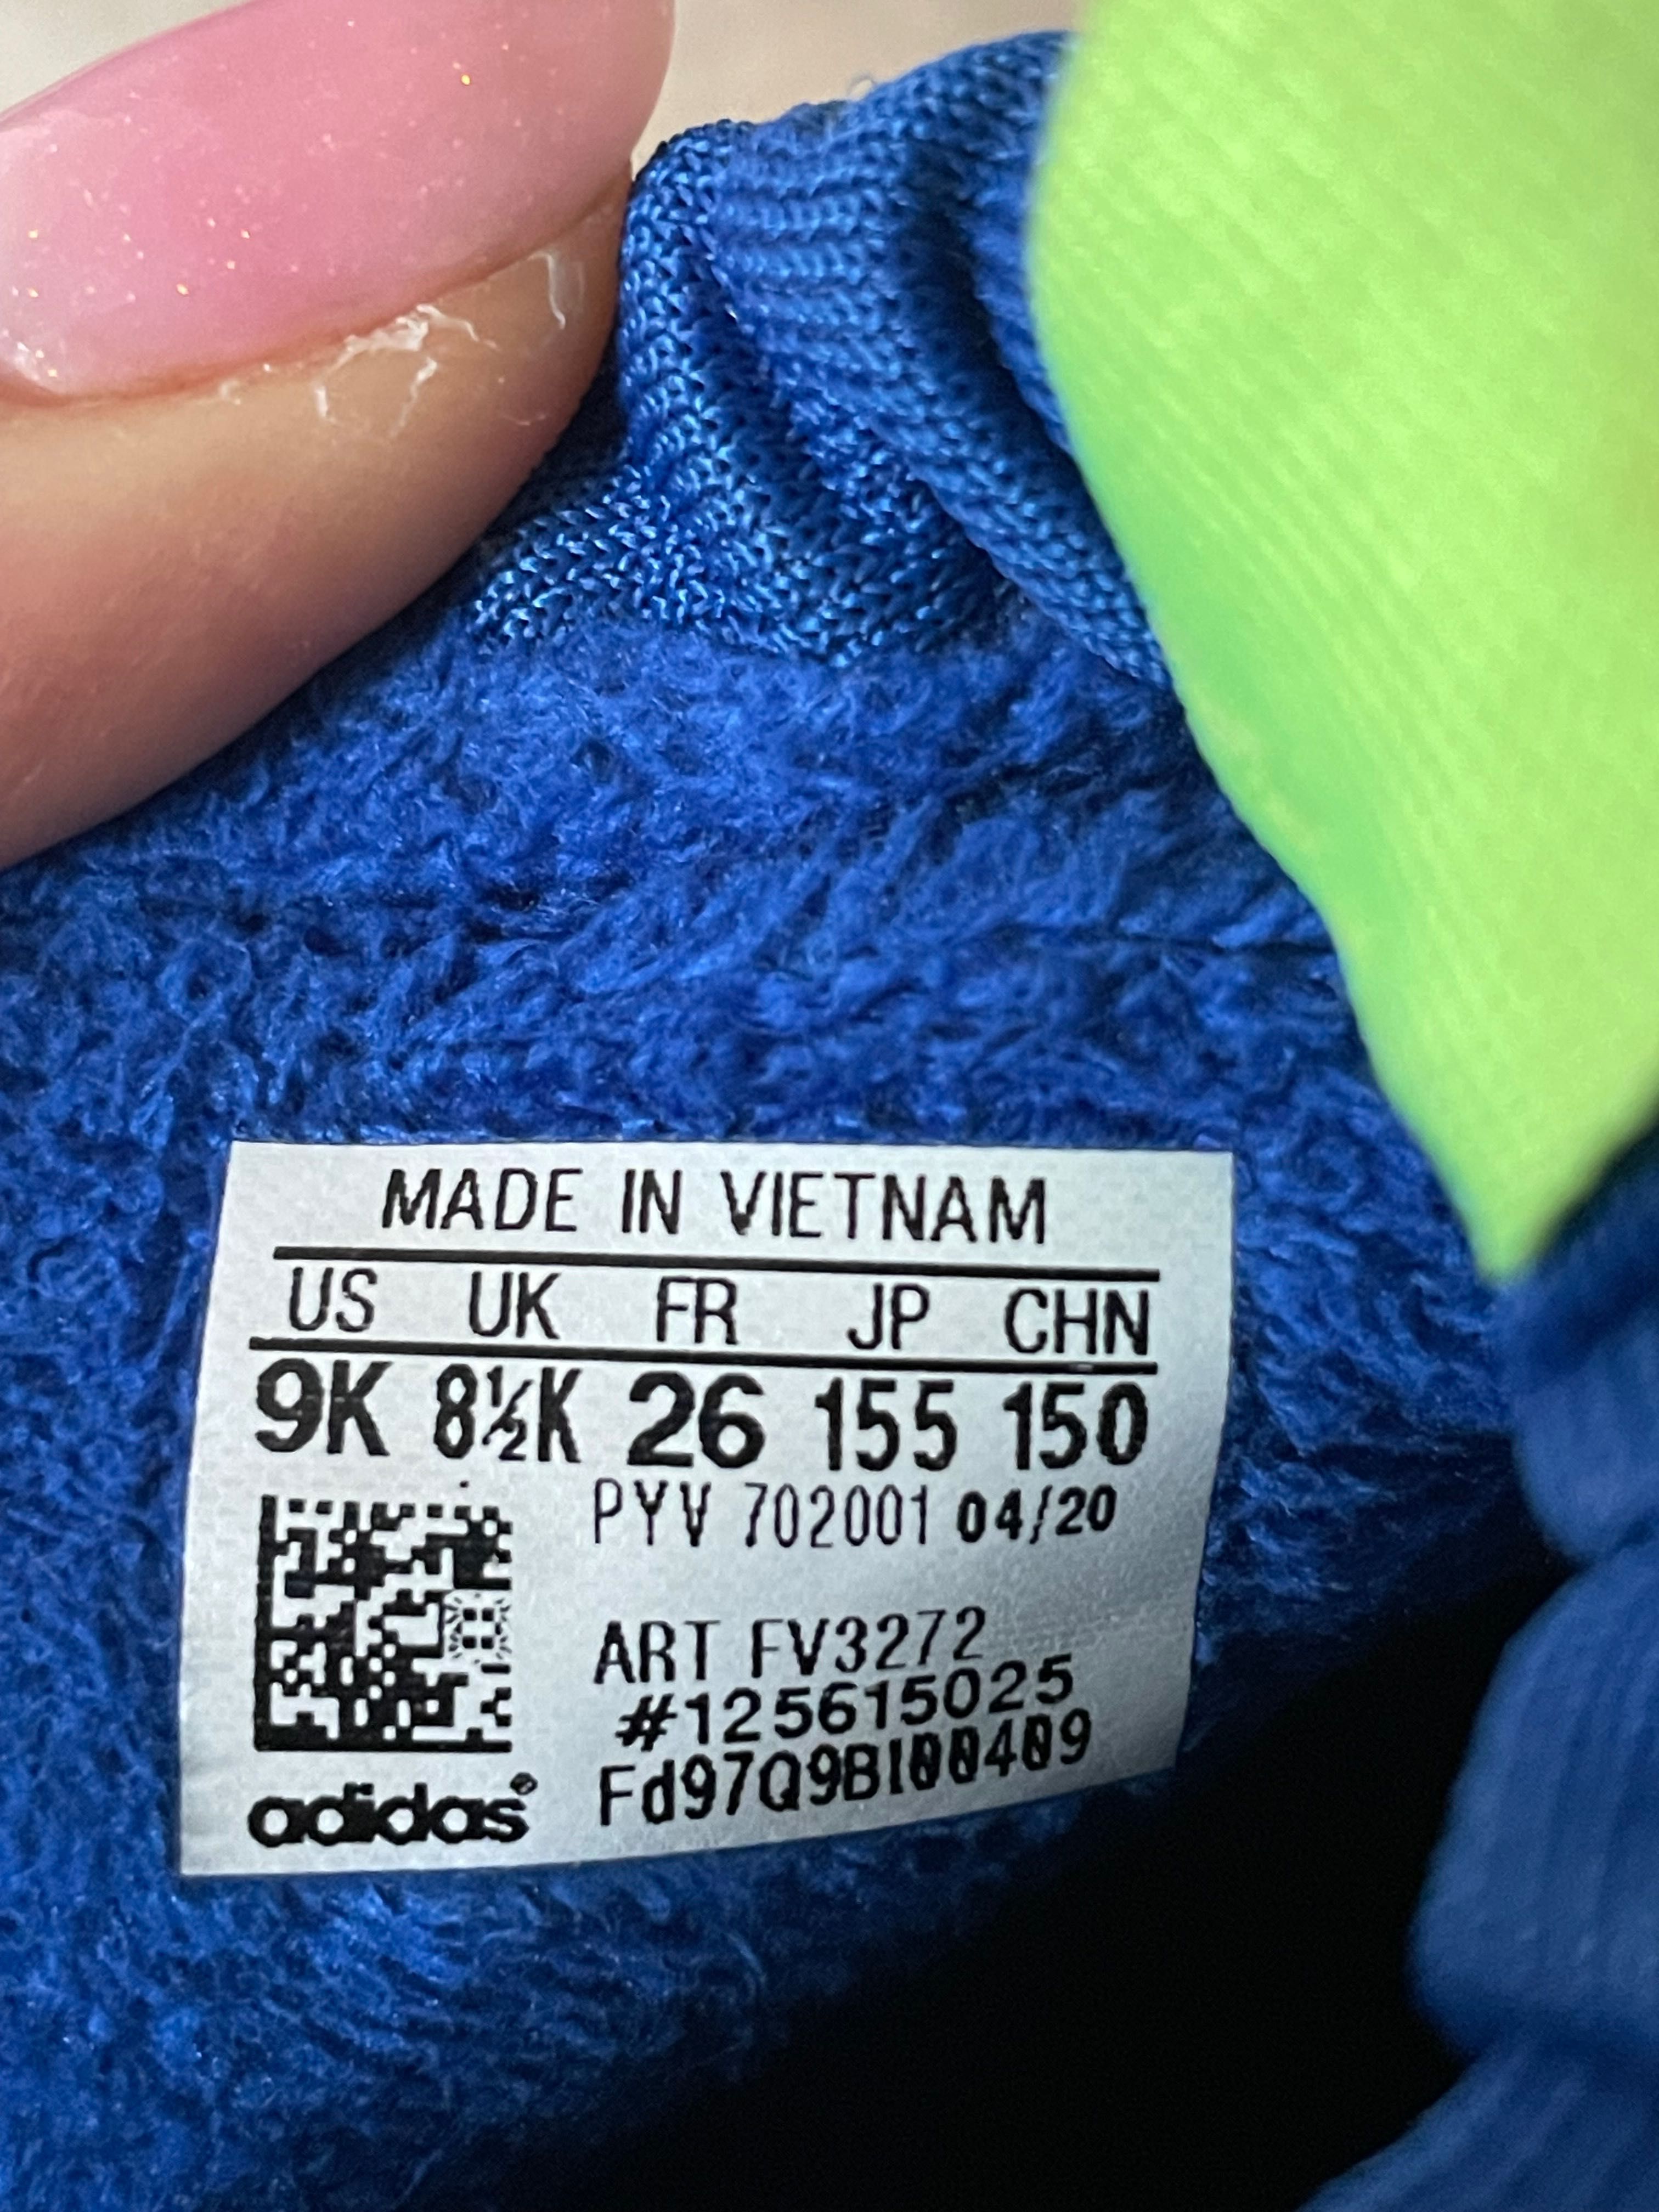 MADE IN VIETNAM
US UK FR JP CHN
9K 8½K 26 155 150
PYV 702001 04/20
ART FV3272
#125615025
Fd97Q9BI00409
adidas®